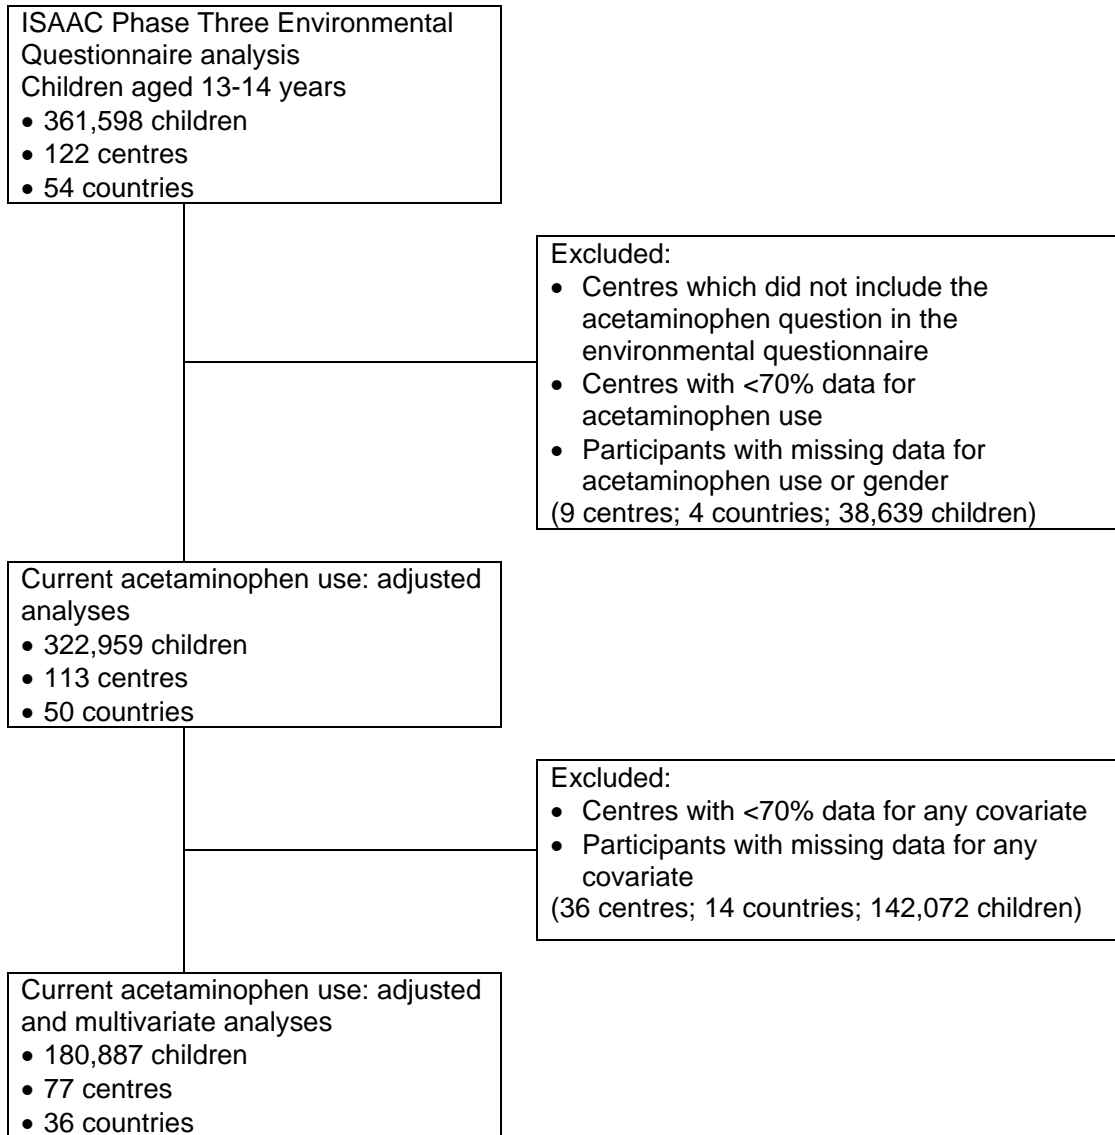 ISAAC Phase Three Environmental
Questionnaire analysis
Children aged 13-14 years
• 361,598 children
• 122 centres
• 54 countries
Excluded:
• Centres which did not include the
acetaminophen question in the
environmental questionnaire
• Centres with <70% data for
acetaminophen use
• Participants with missing data for
acetaminophen use or gender
(9 centres; 4 countries; 38,639 children)
Current acetaminophen use: adjusted
analyses
• 322,959 children
• 113 centres
• 50 countries
Excluded:
• Centres with <70% data for any covariate
• Participants with missing data for any
covariate
(36 centres; 14 countries; 142,072 children)
Current acetaminophen use: adjusted
and multivariate analyses
• 180,887 children
• 77 centres
• 36 countries